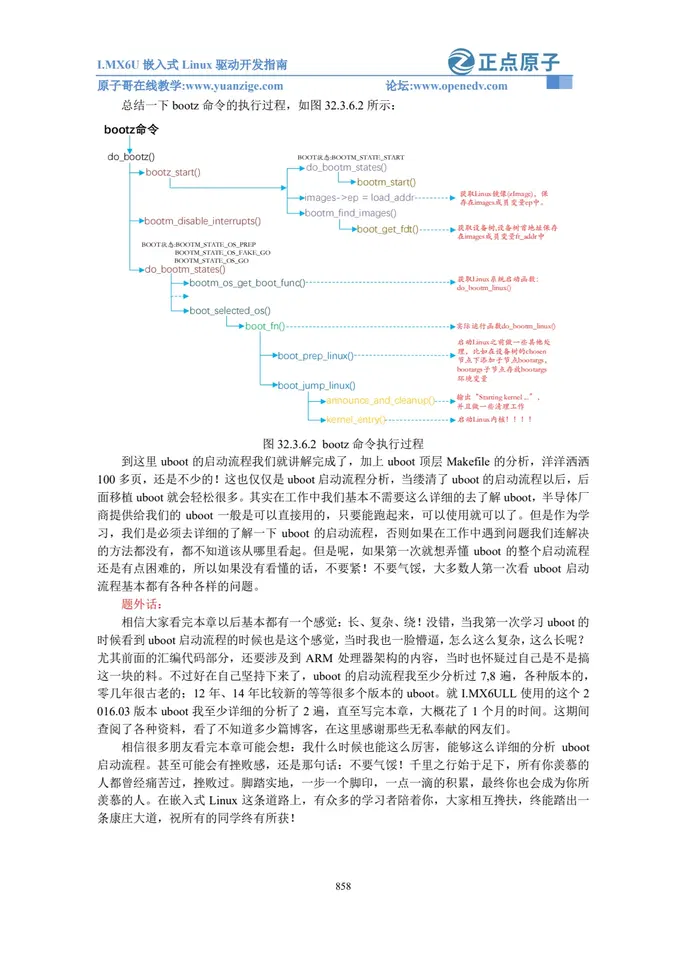 I.MX6U 嵌入式 Linux 驱动开发指南
正点原子
原子哥在线教学:www.yuanzige.com 论坛:www.openedv.com
总结一下 bootz 命令的执行过程，如图 32.3.6.2 所示：
bootz命令
do_bootz()
bootz_start()
BOOT状态:BOOTM_STATE_START
do_bootm_states()
bootm_start()
images->ep = load_addr
获取Linux镜像(zImage)，保
存在images成员变量ep中。
bootm_find_images()
boot_get_fdt()
获取设备树,设备树首地址保存
在images成员变量ft_addr中
bootm_disable_interrupts()
BOOT状态:BOOTM_STATE_OS_PREP
BOOTM_STATE_OS_FAKE_GO
BOOTM_STATE_OS_GO
do_bootm_states()
bootm_os_get_boot_func()
获取Linux系统启动函数：
do_bootm_linux()
boot_selected_os()
boot_fn()
实际运行函数do_bootm_linux()
boot_prep_linux()
启动Linux之前做一些其他处
理，比如在设备树的chosen
节点下添加子节点bootargs，
bootargs子节点存放bootargs
环境变量
boot_jump_linux()
announce_and_cleanup()
输出“Starting kernel ...”，
并且做一些清理工作
kernel_entry()
启动Linux内核！！！！
图 32.3.6.2 bootz 命令执行过程
到这里 uboot 的启动流程我们就讲解完成了，加上 uboot 顶层 Makefile 的分析，洋洋洒洒
100 多页，还是不少的！这也仅仅是 uboot 启动流程分析，当缕清了 uboot 的启动流程以后，后
面移植 uboot 就会轻松很多。其实在工作中我们基本不需要这么详细的去了解 uboot，半导体厂
商提供给我们的 uboot 一般是可以直接用的，只要能跑起来，可以使用就可以了。但是作为学
习，我们是必须去详细的了解一下 uboot 的启动流程，否则如果在工作中遇到问题我们连解决
的方法都没有，都不知道该从哪里看起。但是呢，如果第一次就想弄懂 uboot 的整个启动流程
还是有点困难的，所以如果没有看懂的话，不要紧！不要气馁，大多数人第一次看 uboot 启动
流程基本都有各种各样的问题。
题外话：
相信大家看完本章以后基本都有一个感觉：长、复杂、绕！没错，当我第一次学习 uboot 的
时候看到 uboot 启动流程的时候也是这个感觉，当时我也一脸懵逼，怎么这么复杂，这么长呢？
尤其前面的汇编代码部分，还要涉及到 ARM 处理器架构的内容，当时也怀疑过自己是不是搞
这一块的料。不过好在自己坚持下来了，uboot 的启动流程我至少分析过 7,8 遍，各种版本的，
零几年很古老的；12 年、14 年比较新的等等很多个版本的 uboot。就 I.MX6ULL 使用的这个 2
016.03 版本 uboot 我至少详细的分析了 2 遍，直至写完本章，大概花了 1 个月的时间。这期间
查阅了各种资料，看了不知道多少篇博客，在这里感谢那些无私奉献的网友们。
相信很多朋友看完本章可能会想：我什么时候也能这么厉害，能够这么详细的分析 uboot
启动流程。甚至可能会有挫败感，还是那句话：不要气馁！千里之行始于足下，所有你羡慕的
人都曾经痛苦过，挫败过。脚踏实地，一步一个脚印，一点一滴的积累，最终你也会成为你所
羡慕的人。在嵌入式 Linux 这条道路上，有众多的学习者陪着你，大家相互搀扶，终能踏出一
条康庄大道，祝所有的同学终有所获！
858